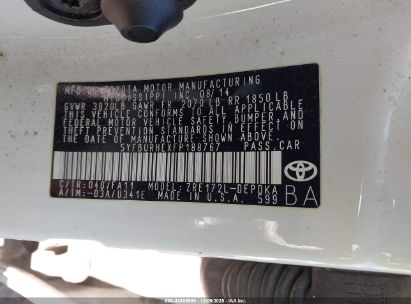 MFD. BY: TOYOTA MOTOR MANUFACTURING
MISSISSIPPI INC. 08/14
GVWR 3820LB GAWR FR 2070LB RR 1850LB
THIS VEHICLE CONFORMS TO ALL APPLICABLE
FEDERAL MOTOR VEHICLE SAFETY, BUMPER, AND
THEFT PREVENTION STANDARDS IN EFFECT ON
THE DATE OF MANUFACTURE SHOWN ABOVE.
5YFBURHEXFP188767 PASS.CAR
C/TR: 040/FA11 MODEL: ZRE172L-DEPDKA
A/TM: -03A/0341E MADE IN U.S.A. 599
BA